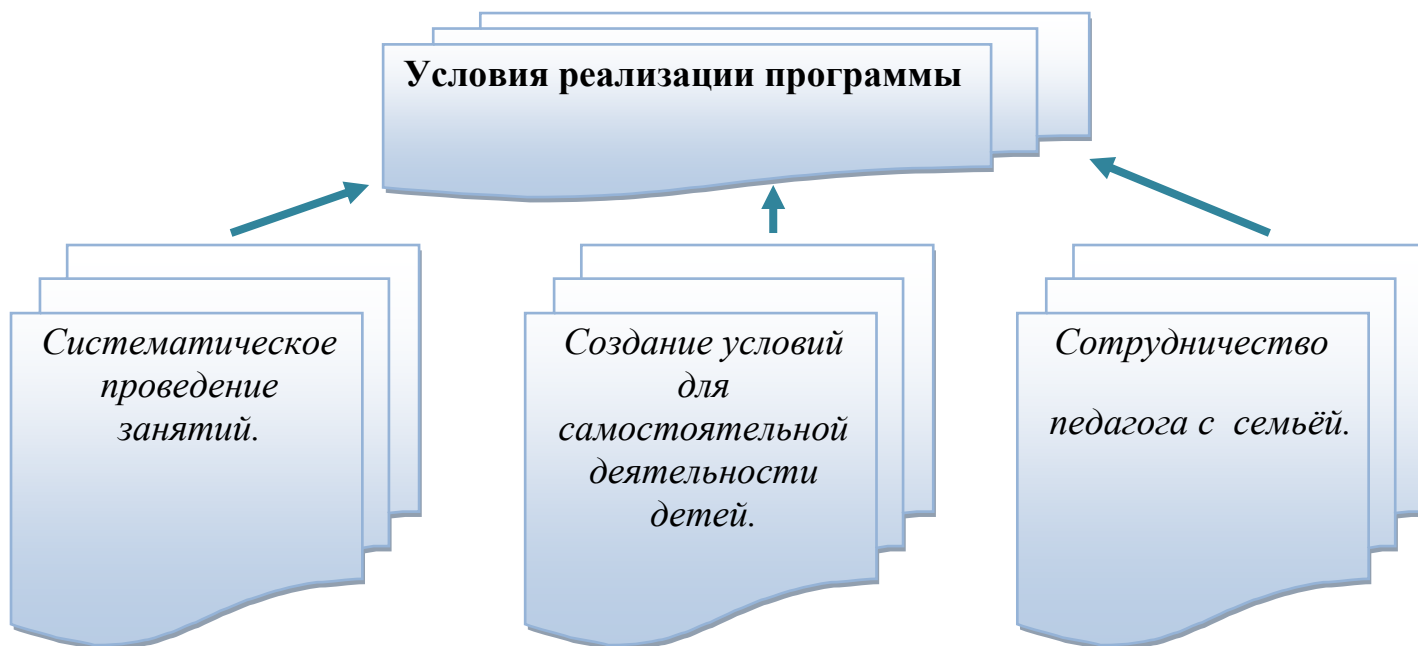 Условия реализации программы
Систематическое
проведение
занятий.
Создание условий
для
самостоятельной
деятельности
детей.
Сотрудничество
педагога с семьёй.